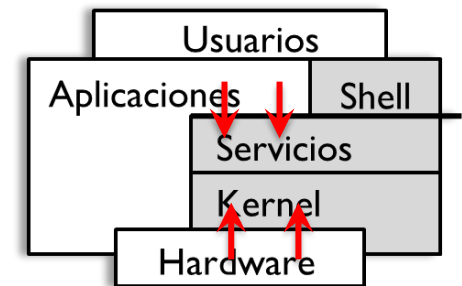 Usuarios
Aplicaciones
Shell
Servicios
Kernel
Hardware